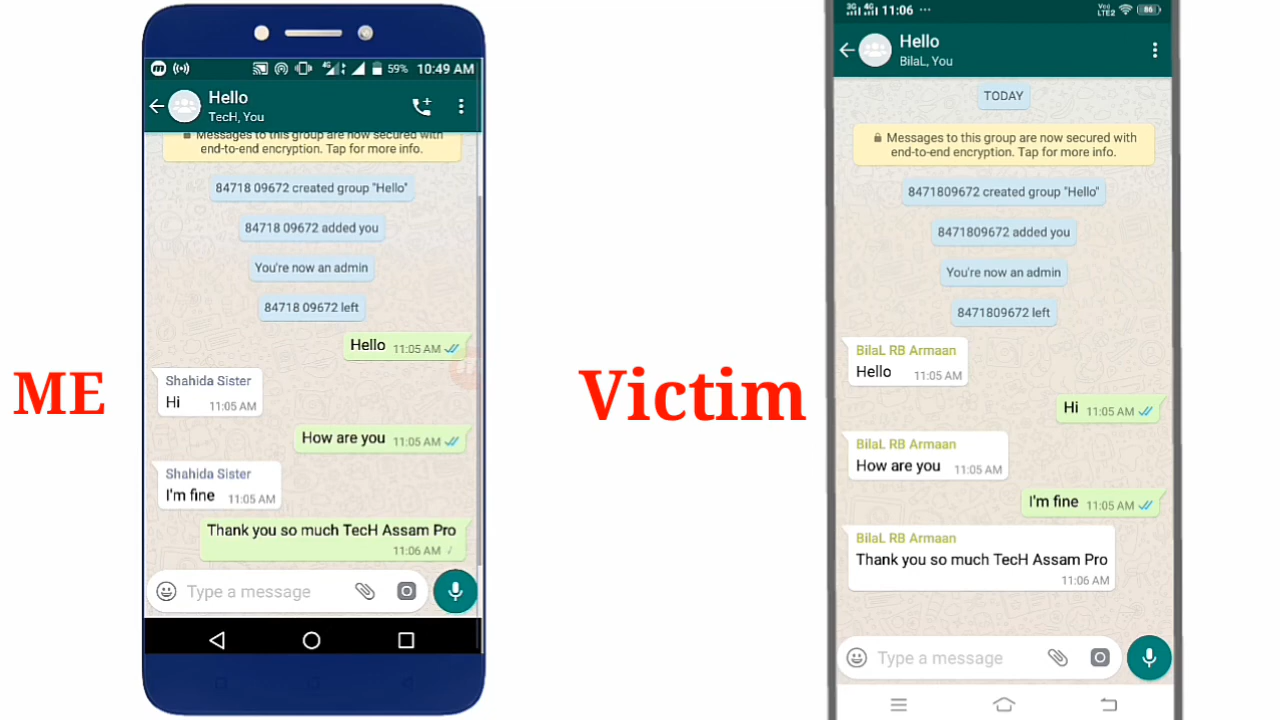 ME
59% 10:49 AM
Hello
TecH, You
Messages to this group are now secured with
end-to-end encryption. Tap for more info.
84718 09672 created group "Hello"
84718 09672 added you
You're now an admin
84718 09672 left
Hello 11:05 AM
Shahida Sister
Hi 11:05 AM
How are you 11:05 AM
Shahida Sister
I'm fine 11:05 AM
Thank you so much TecH Assam Pro
11:06 AM
Type a message
Victim
3G 4G 11:06 ... LTE2 86
Hello
BilaL, You
TODAY
Messages to this group are now secured with
end-to-end encryption. Tap for more info.
8471809672 created group "Hello"
8471809672 added you
You're now an admin
8471809672 left
BilaL RB Armaan
Hello 11:05 AM
Hi 11:05 AM
BilaL RB Armaan
How are you 11:05 AM
I'm fine 11:05 AM
BilaL RB Armaan
Thank you so much TecH Assam Pro
11:06 AM
Type a message